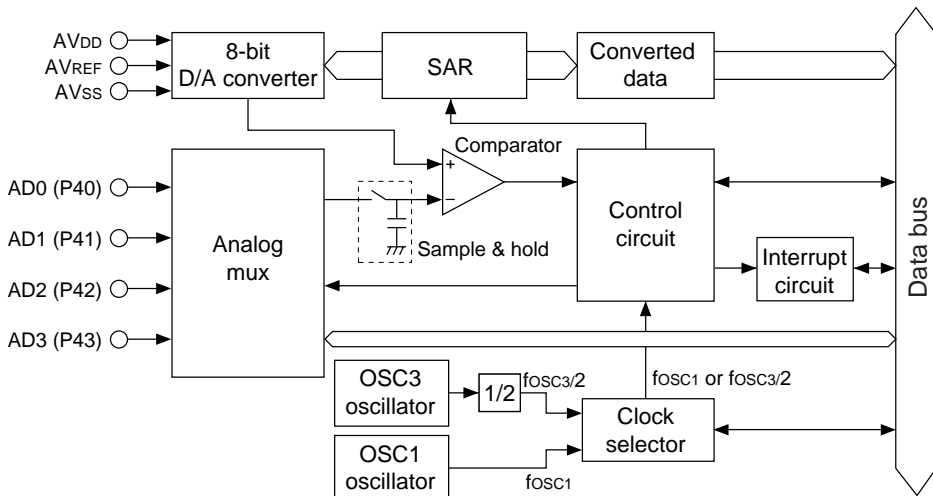 AVDD
AVREF
AVSS
8-bit
D/A converter
SAR
Converted
data
Comparator
+
–
AD0 (P40)
AD1 (P41)
AD2 (P42)
AD3 (P43)
Analog
mux
Sample & hold
Control
circuit
Interrupt
circuit
Data bus
OSC3
oscillator
1/2
fOSC3/2
fOSC1 or fOSC3/2
Clock
selector
OSC1
oscillator
fOSC1